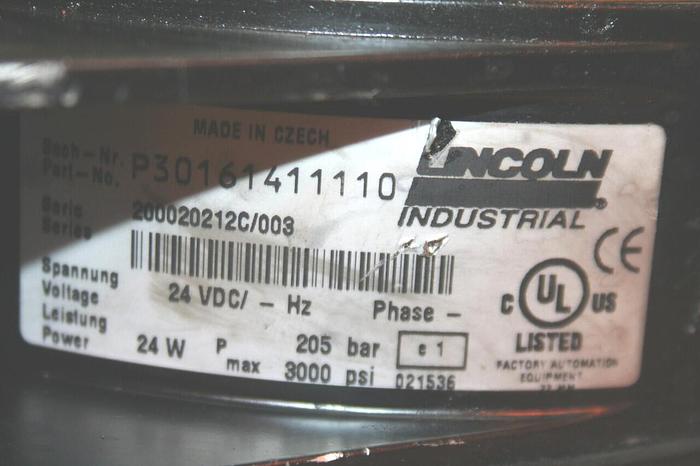 MADE IN CZECH
LINCOLN
INDUSTRIAL
Sach-Nr.
Part-No. P30161411110
Serie
Series 200020212C/003
CE
Spannung
Voltage 24 VDC/ - Hz Phase -
Leistung
Power 24 W P max 205 bar
3000 psi
e 1
021536
C UL US
LISTED
FACTORY AUTOMATION
EQUIPMENT